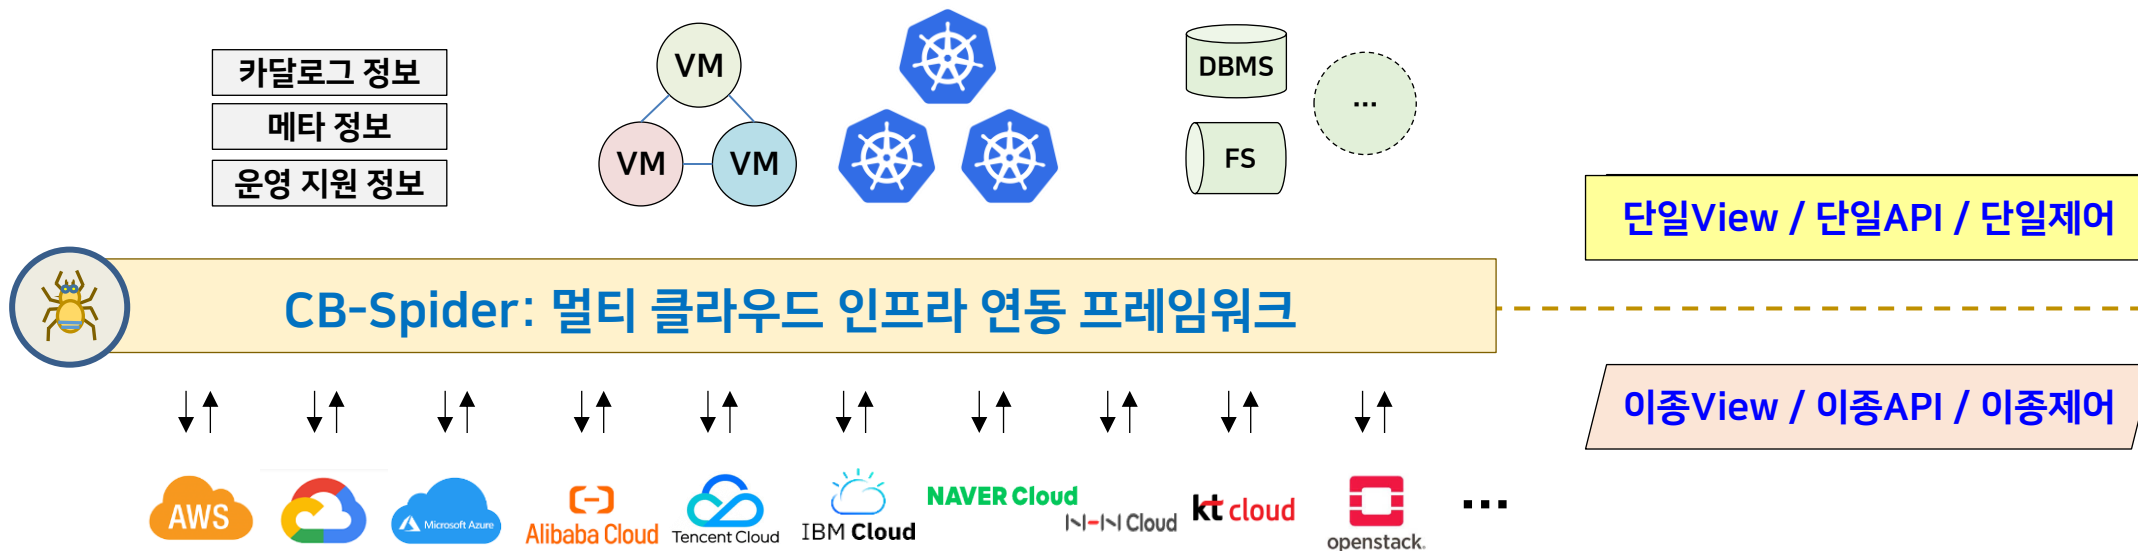 카달로그 정보
메타 정보
운영 지원 정보
VM
VM
VM
DBMS
FS
...
단일View / 단일API / 단일제어
CB-Spider: 멀티 클라우드 인프라 연동 프레임워크
이종View / 이종API / 이종제어
AWS
Microsoft Azure
Alibaba Cloud
Tencent Cloud
IBM Cloud
NAVER Cloud
NHN Cloud
kt cloud
openstack.
...